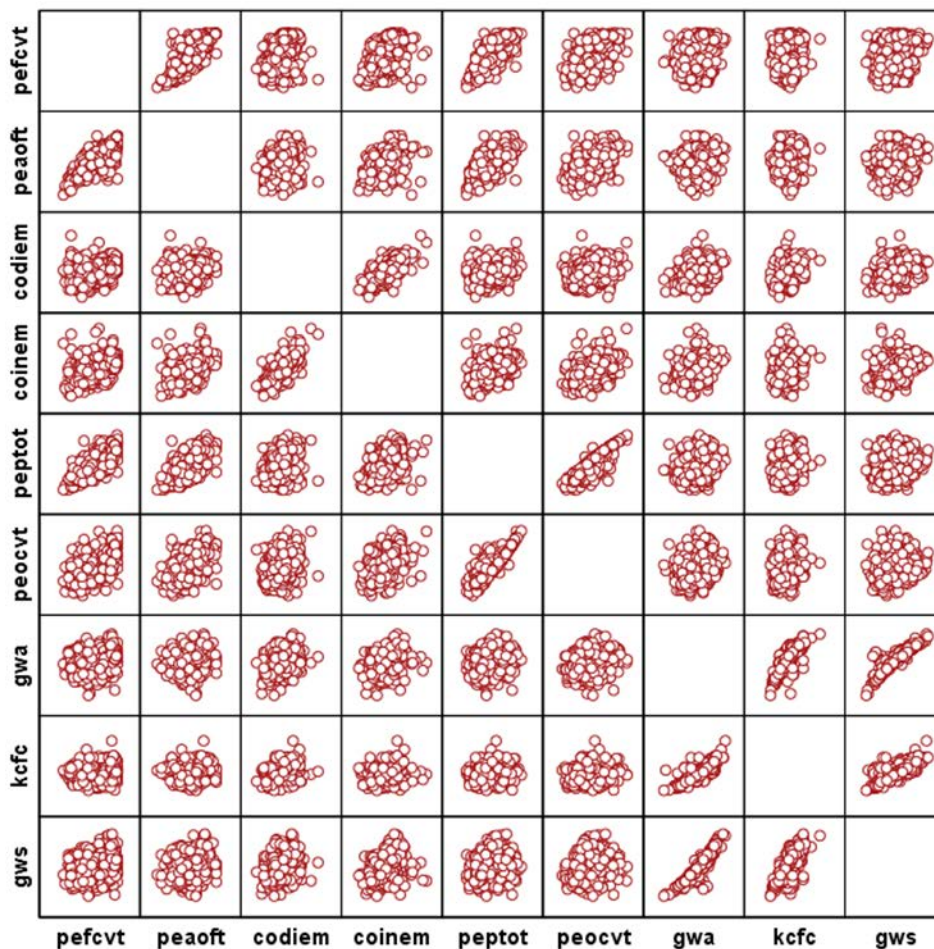 pefcvt
peaoft
codiem
coinem
peptot
peocvt
gwa
kcfc
gws
pefcvt peaoft codiem coinem peptot peocvt gwa kcfc gws